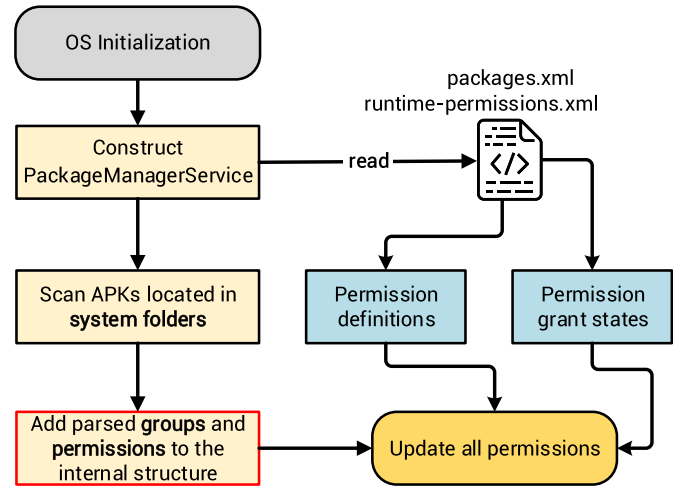 OS Initialization
packages.xml
runtime-permissions.xml
Construct
PackageManagerService
read
</>
Scan APKs located in
system folders
Permission
definitions
Permission
grant states
Add parsed groups and
permissions to the
internal structure
Update all permissions